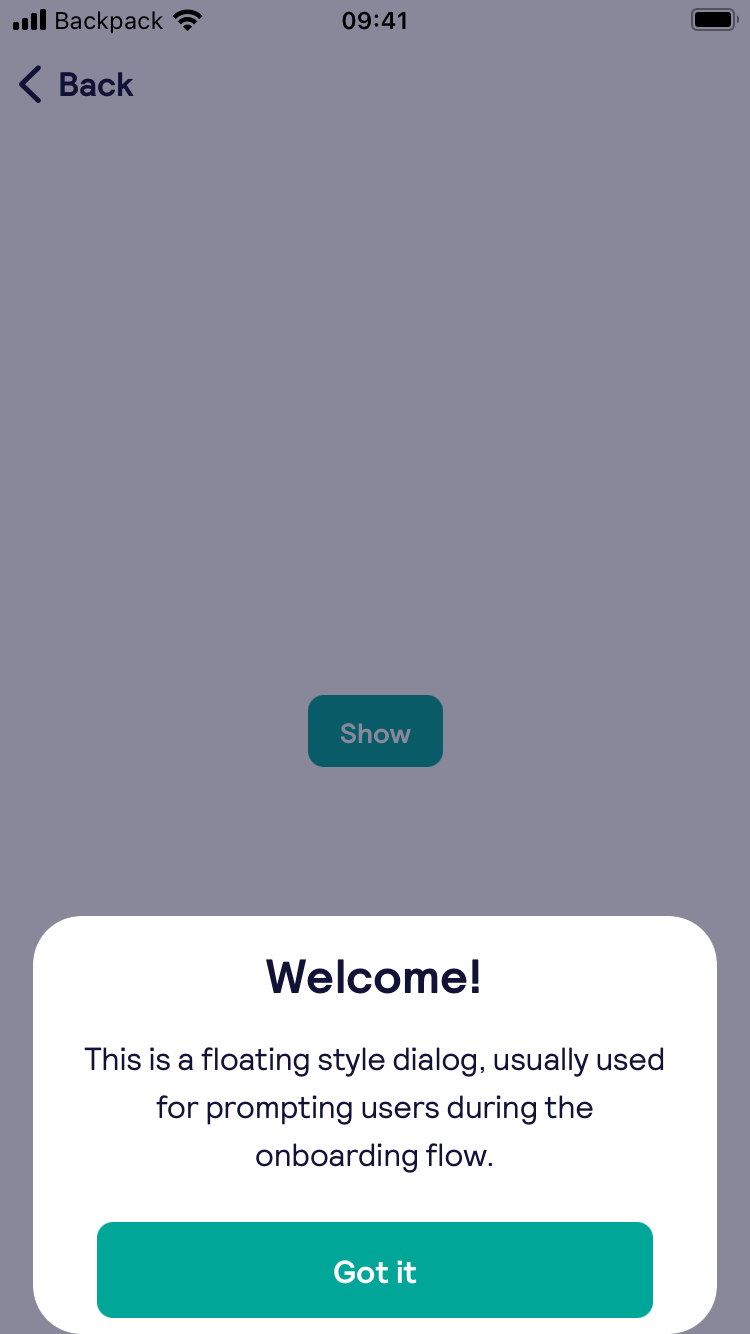 Backpack 09:41
Back
Show
Welcome!
This is a floating style dialog, usually used
for prompting users during the
onboarding flow.
Got it